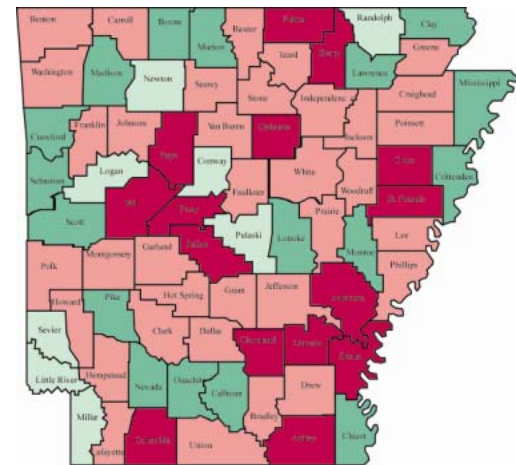 Benton
Carroll
Boone
Marion
Baxter
Fulton
Randolph
Clay
Sharp
Izard
Greene
Lawrence
Washington
Madison
Newton
Searcy
Stone
Independenc
Craighead
Mississippi
Crawford
Franklin
Johnson
Pope
Van Buren
Cleburne
Jackson
Poinsett
Sebastian
Logan
Conway
White
Cross
Crittenden
Yell
Perry
Faulkner
Woodruff
St. Francis
Scott
Pulaski
Lonoke
Prairie
Monroe
Lee
Phillips
Polk
Montgomery
Garland
Saline
Hot Spring
Grant
Jefferson
Arkansas
Howard
Pike
Clark
Dallas
Cleveland
Lincoln
Desha
Sevier
Little River
Hempstead
Nevada
Ouachita
Calhoun
Drew
Miller
Lafayette
Columbia
Union
Bradley
Ashley
Chicot